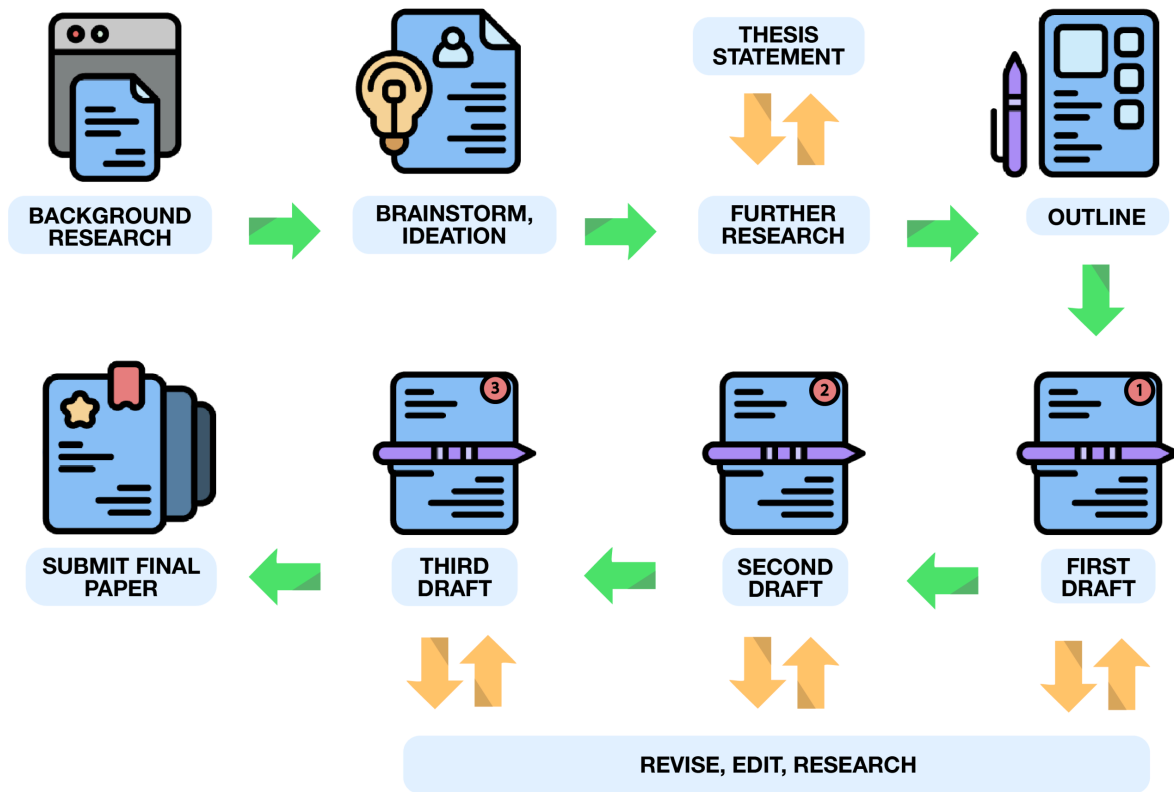 THESIS
STATEMENT
BACKGROUND
RESEARCH
BRAINSTORM,
IDEATION
FURTHER
RESEARCH
OUTLINE
3
2
1
SUBMIT FINAL
PAPER
THIRD
DRAFT
SECOND
DRAFT
FIRST
DRAFT
REVISE, EDIT, RESEARCH